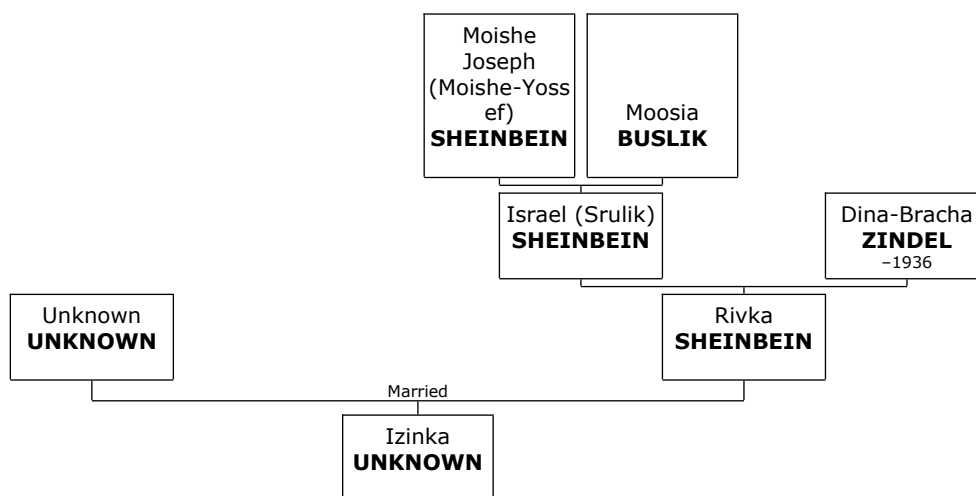 Moishe
Joseph
(Moishe-Yoss
ef)
SHEINBEIN
Moosia
BUSLIK
Israel (Srulik)
SHEINBEIN
Dina-Bracha
ZINDEL
–1936
Unknown
UNKNOWN
Rivka
SHEINBEIN
Married
Izinka
UNKNOWN